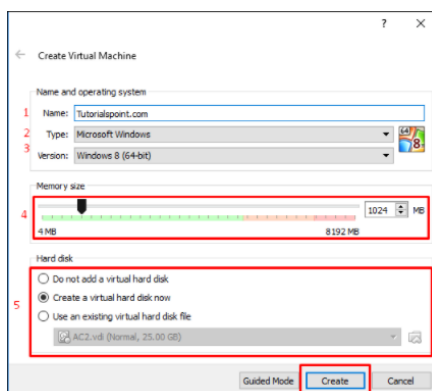 ?
Create Virtual Machine
Name and operating system
1 Name: Tutorialspoint.com
2 Type: Microsoft Windows
64
8
3 Version: Windows 8 (64-bit)
Memory size
4
1024 MB
4 MB 8192 MB
Hard disk
Do not add a virtual hard disk
5 Create a virtual hard disk now
Use an existing virtual hard disk file
AC2.vdi (Normal, 25.00 GB)
Guided Mode Create Cancel